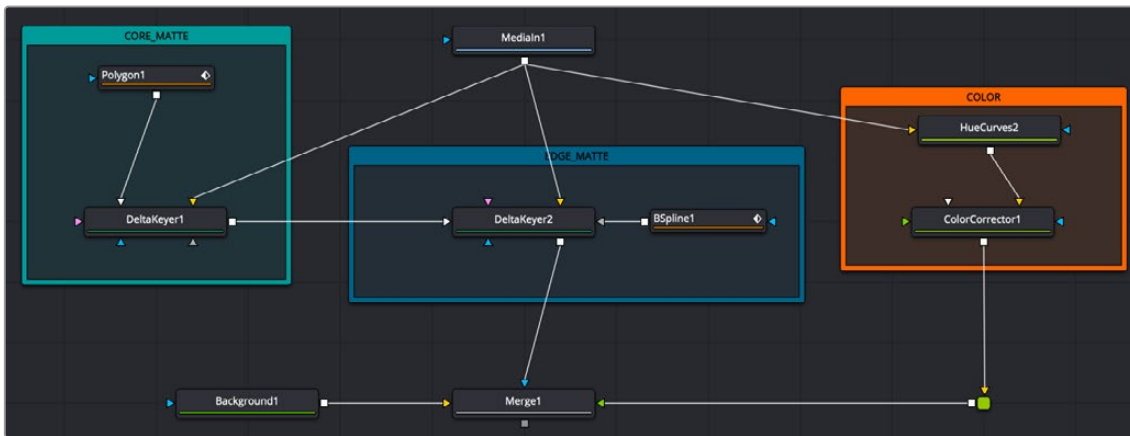 CORE_MATTE
MediaIn1
Polygon1
COLOR
HueCurves2
EDGE_MATTE
DeltaKeyer1
DeltaKeyer2
BSpline1
ColorCorrector1
Background1
Merge1